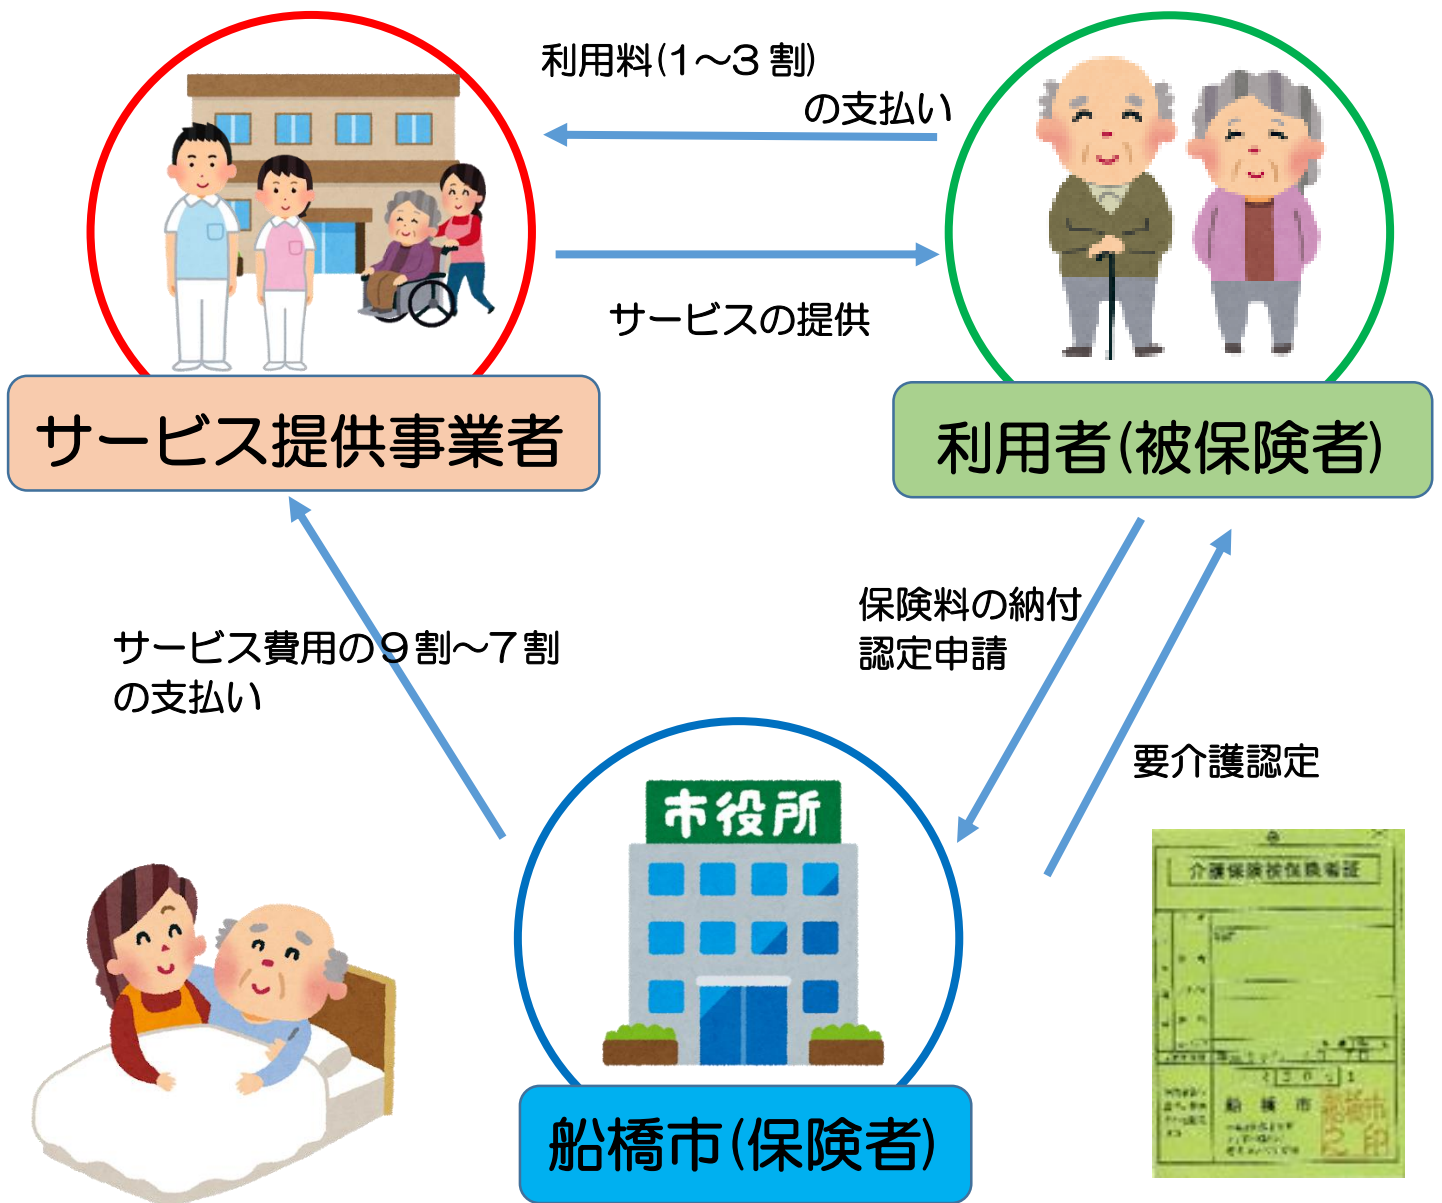 利用料(1～3割)
の支払い
サービスの提供
サービス提供事業者
利用者(被保険者)
保険料の納付
認定申請
サービス費用の9割～7割
の支払い
要介護認定
市役所
介護保険被保険者証
船橋市
船橋市(保険者)